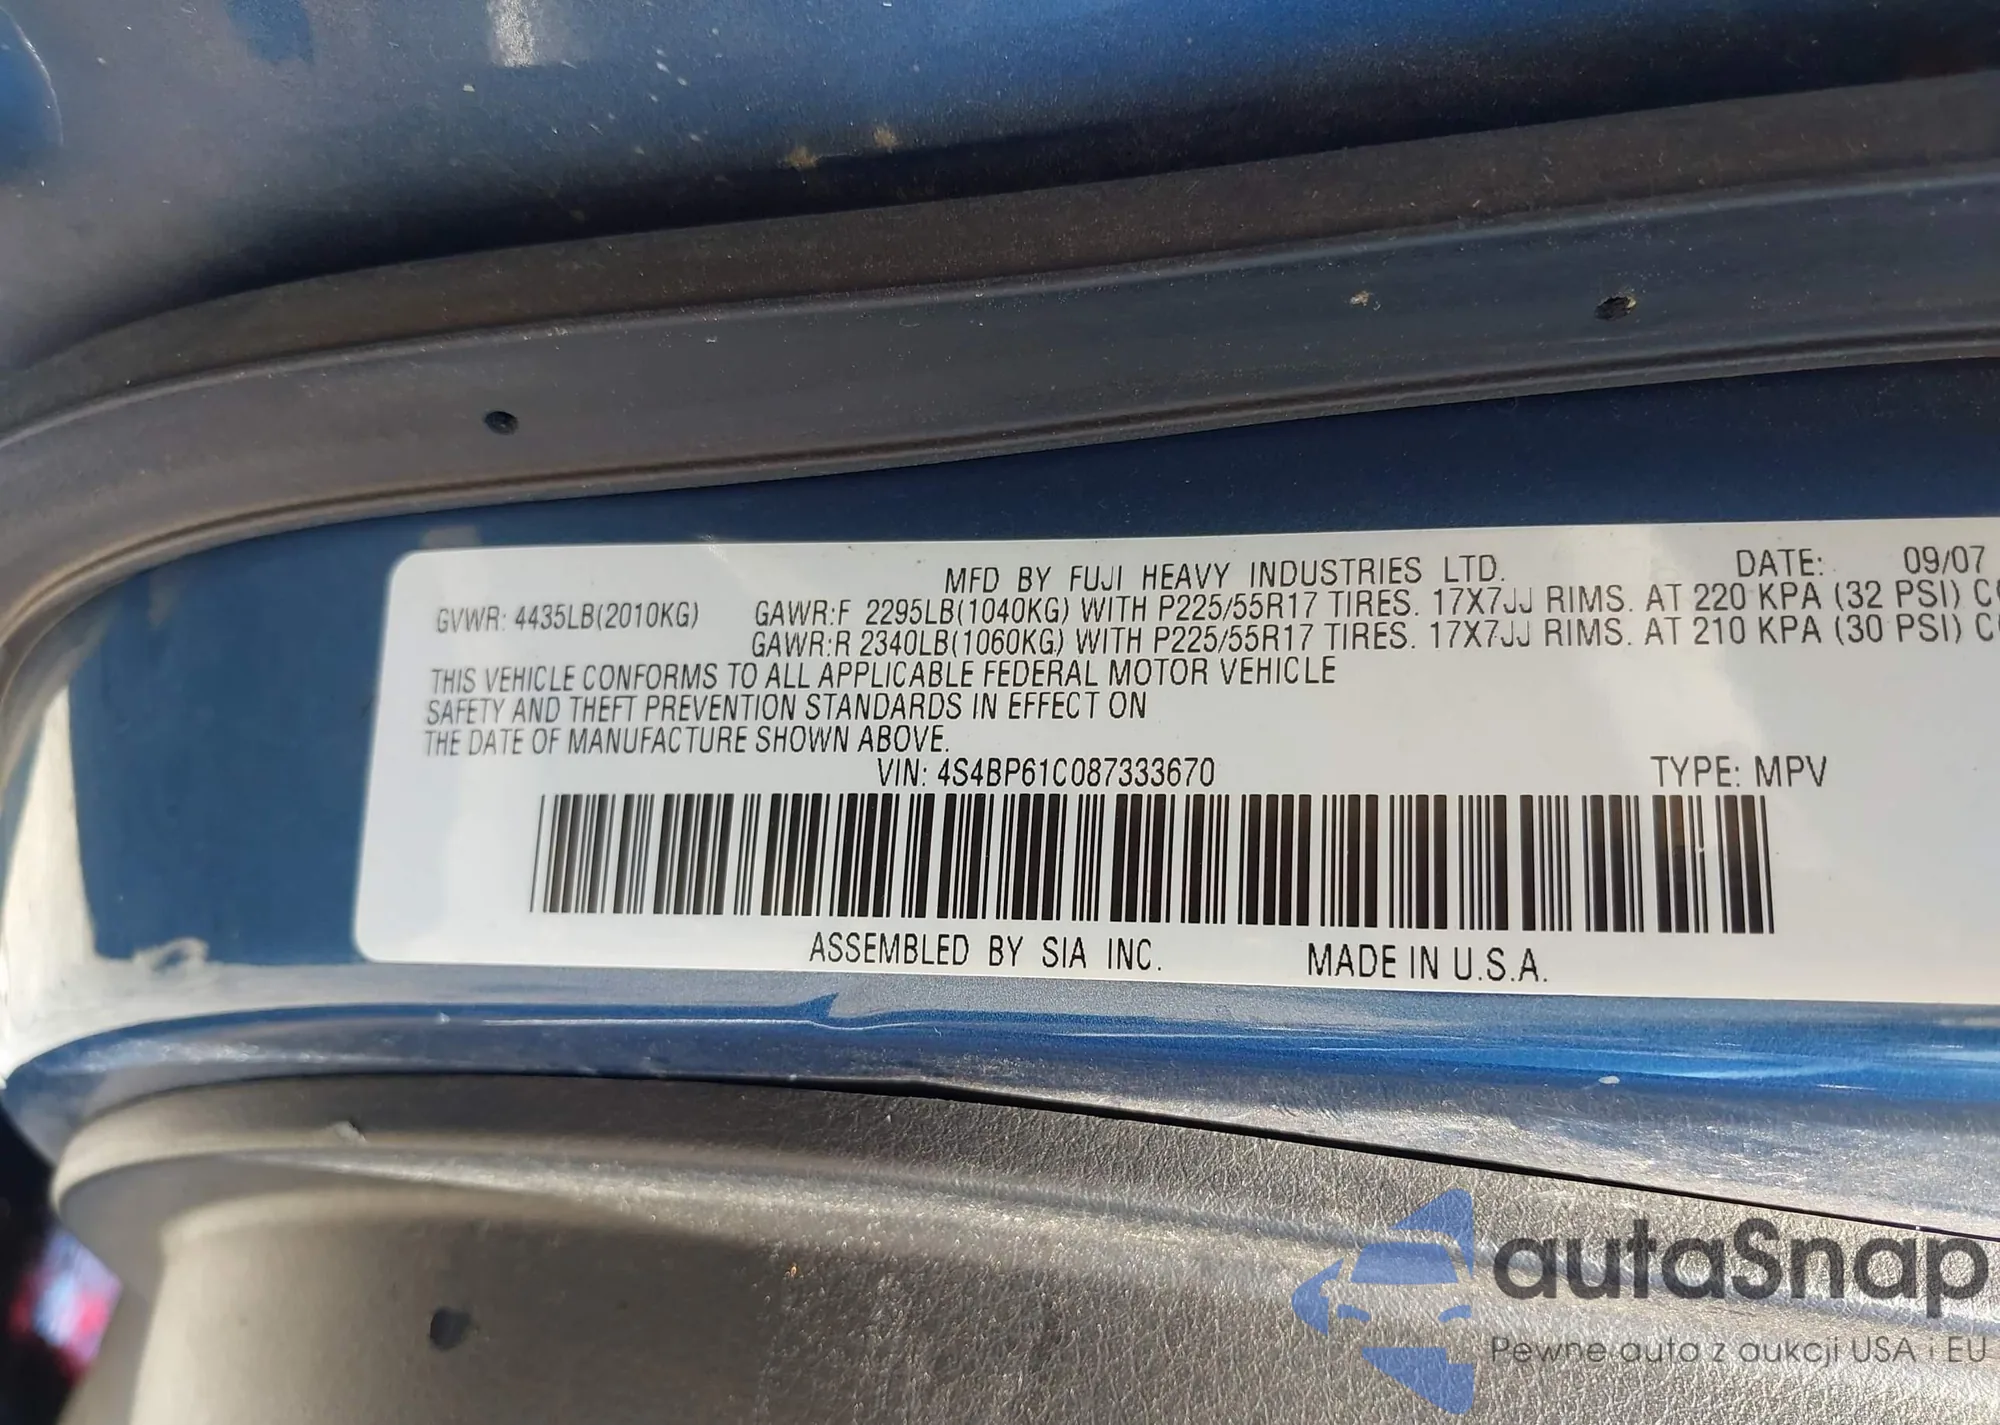 MFD BY FUJI HEAVY INDUSTRIES LTD. DATE: 09/07
GVWR: 4435LB(2010KG) GAWR:F 2295LB(1040KG) WITH P225/55R17 TIRES. 17X7JJ RIMS. AT 220 KPA (32 PSI)
GAWR:R 2340LB(1060KG) WITH P225/55R17 TIRES. 17X7JJ RIMS. AT 210 KPA (30 PSI)
THIS VEHICLE CONFORMS TO ALL APPLICABLE FEDERAL MOTOR VEHICLE
SAFETY AND THEFT PREVENTION STANDARDS IN EFFECT ON
THE DATE OF MANUFACTURE SHOWN ABOVE.
VIN: 4S4BP61C087333670 TYPE: MPV
ASSEMBLED BY SIA INC. MADE IN U.S.A.
autaSnap
Pewne auta z aukcji USA i EU